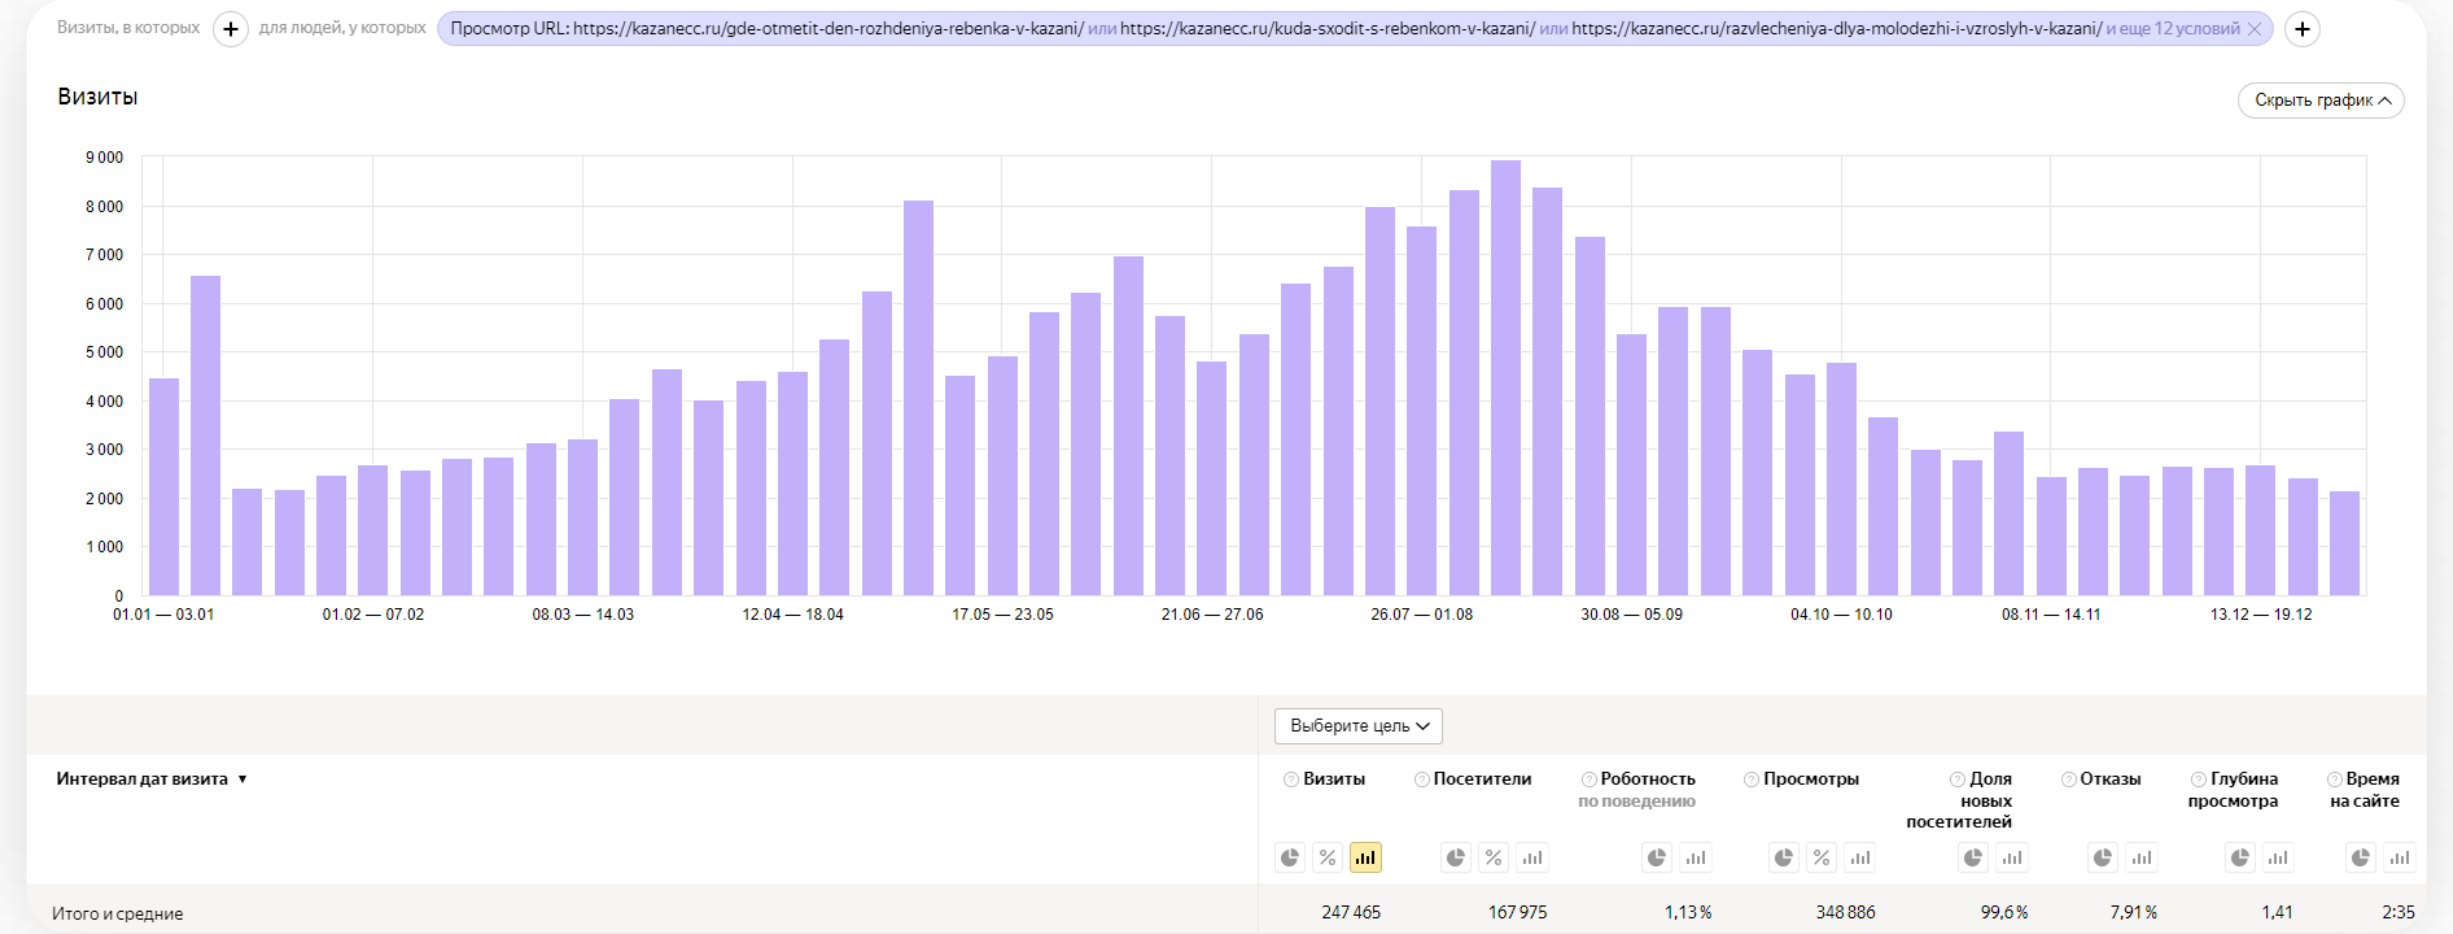 Визиты, в которых + для людей, у которых Просмотр URL: https://kazanecc.ru/gde-otmetit-den-rozhdeniya-rebenka-v-kazani/ или https://kazanecc.ru/kuda-sxodit-s-rebenkom-v-kazani/ или https://kazanecc.ru/razvlecheniya-dlya-molodezhi-i-vzroslyh-v-kazani/ и еще 12 условий × +
Визиты
Скрыть график
9 000
8 000
7 000
6 000
5 000
4 000
3 000
2 000
1 000
0
01.01 — 03.01 01.02 — 07.02 08.03 — 14.03 12.04 — 18.04 17.05 — 23.05 21.06 — 27.06 26.07 — 01.08 30.08 — 05.09 04.10 — 10.10 08.11 — 14.11 13.12 — 19.12
Выберите цель
Интервал дат визита ▼ ? Визиты ? Посетители ? Роботность ? Просмотры ? Доля ? Отказы ? Глубина ? Время
по поведению новых просмотра на сайте
посетителей
% % %
Итого и средние 247 465 167 975 1,13 % 348 886 99,6 % 7,91 % 1,41 2:35